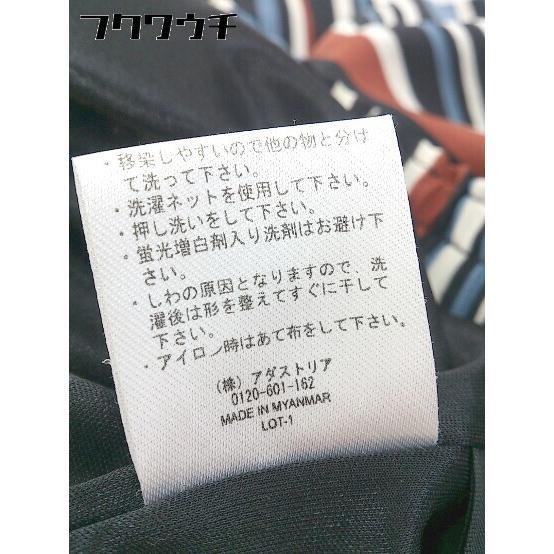 フクワウチ
・移染しやすいので他の物と分け
て洗って下さい。
・洗濯ネットを使用して下さい。
・押し洗いをして下さい。
・蛍光増白剤入り洗剤はお避け下
さい。
・しわの原因となりますので、洗
濯後は形を整えてすぐに干して
下さい。
・アイロン時はあて布をして下さい。
(株) アダストリア
0120-601-162
MADE IN MYANMAR
LOT-1